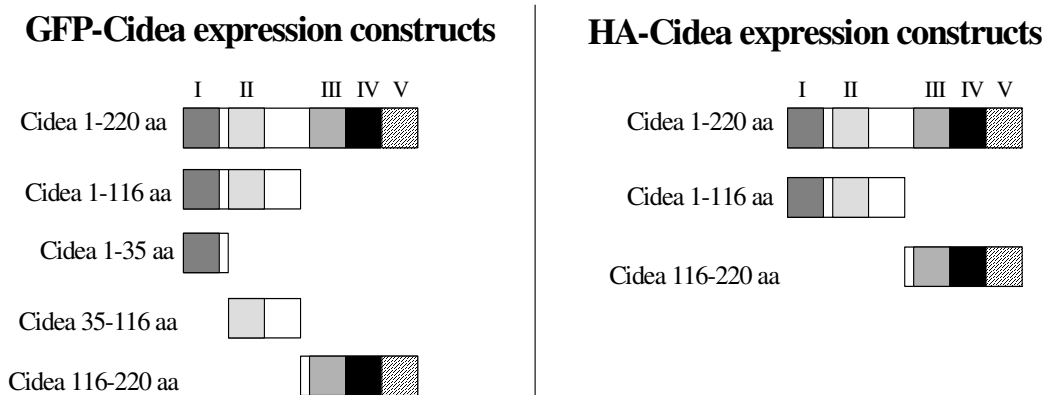 GFP-Cidea expression constructs
I II III IV V
Cidea 1-220 aa
Cidea 1-116 aa
Cidea 1-35 aa
Cidea 35-116 aa
Cidea 116-220 aa
HA-Cidea expression constructs
I II III IV V
Cidea 1-220 aa
Cidea 1-116 aa
Cidea 116-220 aa